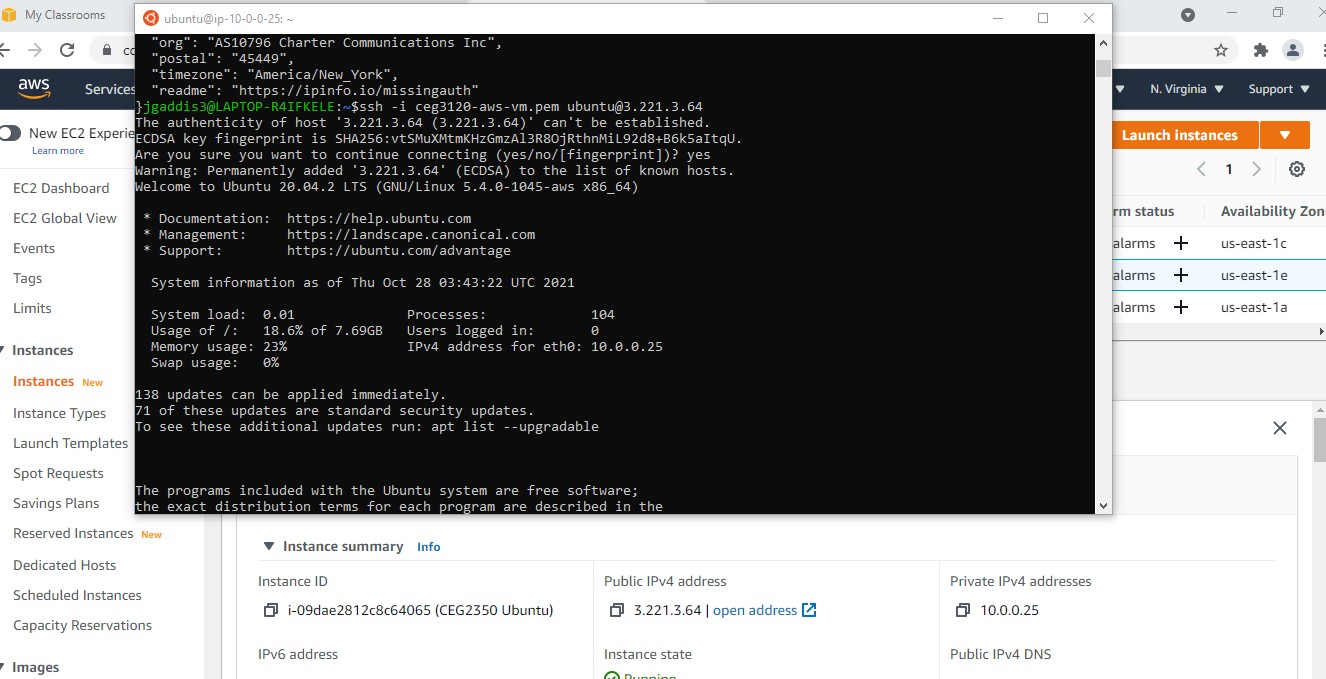 My Classrooms
ubuntu@ip-10-0-0-25: ~
"org": "AS10796 Charter Communications Inc",
"postal": "45449",
"timezone": "America/New_York",
"readme": "https://ipinfo.io/missingauth"
}jgaddis3@LAPTOP-R4IFKELE:~$ssh -i ceg3120-aws-vm.pem ubuntu@3.221.3.64
The authenticity of host '3.221.3.64 (3.221.3.64)' can't be established.
ECDSA key fingerprint is SHA256:vtSMuXMtmKHzGmzAl3R8OjRthnMiL92d8+B6k5aItqU.
Are you sure you want to continue connecting (yes/no/[fingerprint])? yes
Warning: Permanently added '3.221.3.64' (ECDSA) to the list of known hosts.
Welcome to Ubuntu 20.04.2 LTS (GNU/Linux 5.4.0-1045-aws x86_64)
* Documentation: https://help.ubuntu.com
* Management: https://landscape.canonical.com
* Support: https://ubuntu.com/advantage
System information as of Thu Oct 28 03:43:22 UTC 2021
System load: 0.01 Processes: 104
Usage of /: 18.6% of 7.69GB Users logged in: 0
Memory usage: 23% IPv4 address for eth0: 10.0.0.25
Swap usage: 0%
138 updates can be applied immediately.
71 of these updates are standard security updates.
To see these additional updates run: apt list --upgradable
The programs included with the Ubuntu system are free software;
the exact distribution terms for each program are described in the
aws Services
N. Virginia Support
New EC2 Experie
Learn more
EC2 Dashboard
EC2 Global View
Events
Tags
Limits
Instances
Instances New
Instance Types
Launch Templates
Spot Requests
Savings Plans
Reserved Instances New
Dedicated Hosts
Scheduled Instances
Capacity Reservations
Images
Launch instances
1
rm status Availability Zon
alarms + us-east-1c
alarms + us-east-1e
alarms + us-east-1a
Instance summary Info
Instance ID
i-09dae2812c8c64065 (CEG2350 Ubuntu)
Public IPv4 address
3.221.3.64 | open address
Private IPv4 addresses
10.0.0.25
IPv6 address
Instance state
Running
Public IPv4 DNS